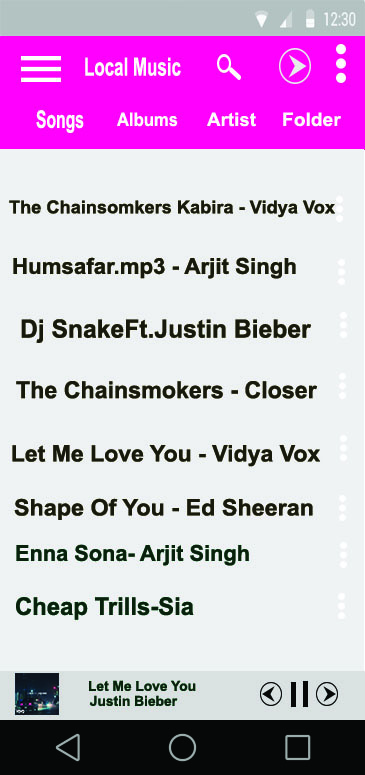 12:30
Local Music
Songs Albums Artist Folder
The Chainsomkers Kabira - Vidya Vox
Humsafar.mp3 - Arjit Singh
Dj SnakeFt.Justin Bieber
The Chainsmokers - Closer
Let Me Love You - Vidya Vox
Shape Of You - Ed Sheeran
Enna Sona- Arjit Singh
Cheap Trills-Sia
Let Me Love You
Justin Bieber